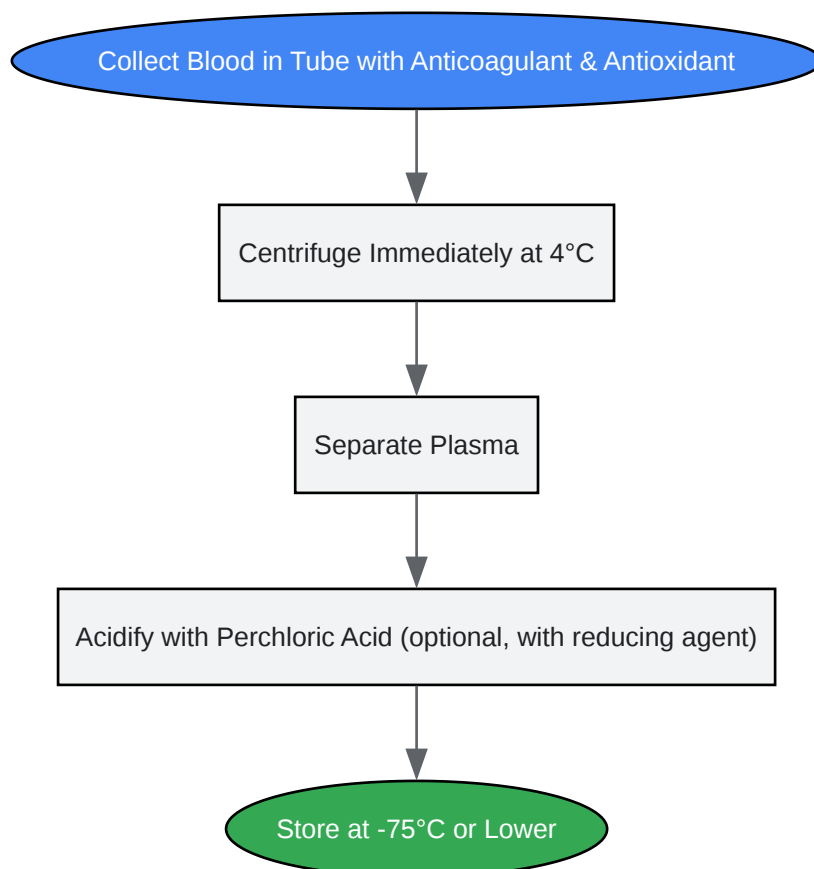 Collect Blood in Tube with Anticoagulant & Antioxidant
Centrifuge Immediately at 4°C
Separate Plasma
Acidify with Perchloric Acid (optional, with reducing agent)
Store at -75°C or Lower